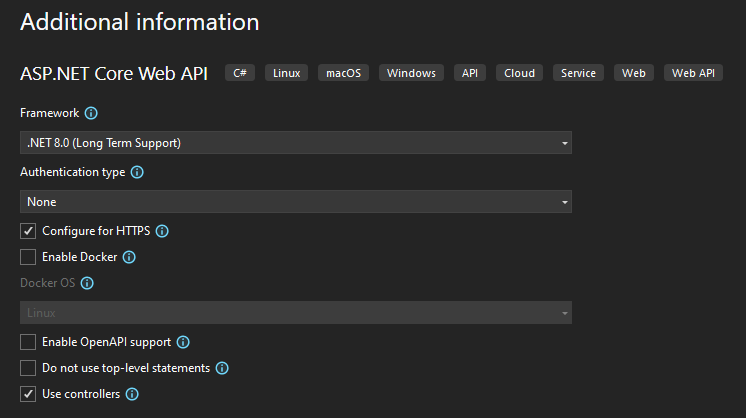 Additional information
ASP.NET Core Web API C# Linux macOS Windows API Cloud Service Web Web API
Framework
.NET 8.0 (Long Term Support)
Authentication type
None
Configure for HTTPS
Enable Docker
Docker OS
Linux
Enable OpenAPI support
Do not use top-level statements
Use controllers